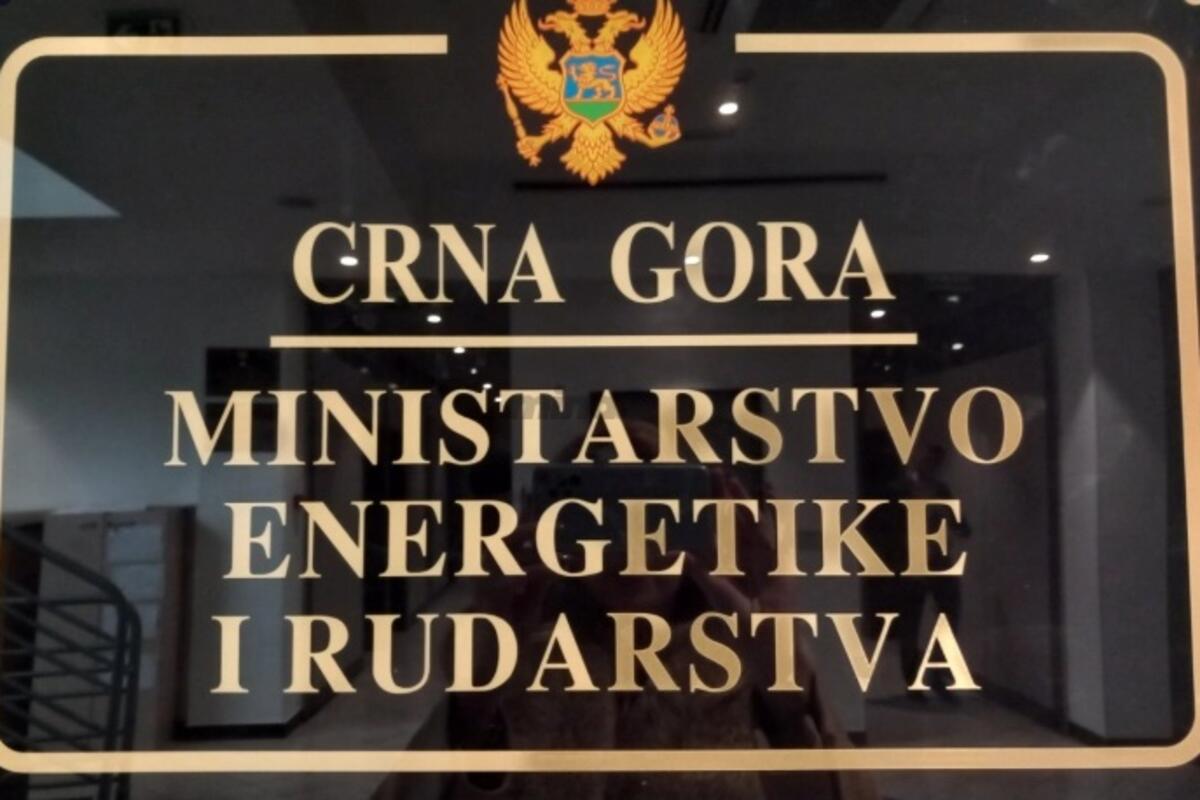 CRNA GORA
MINISTARSTVO
ENERGETIKE
I RUDARSTVA